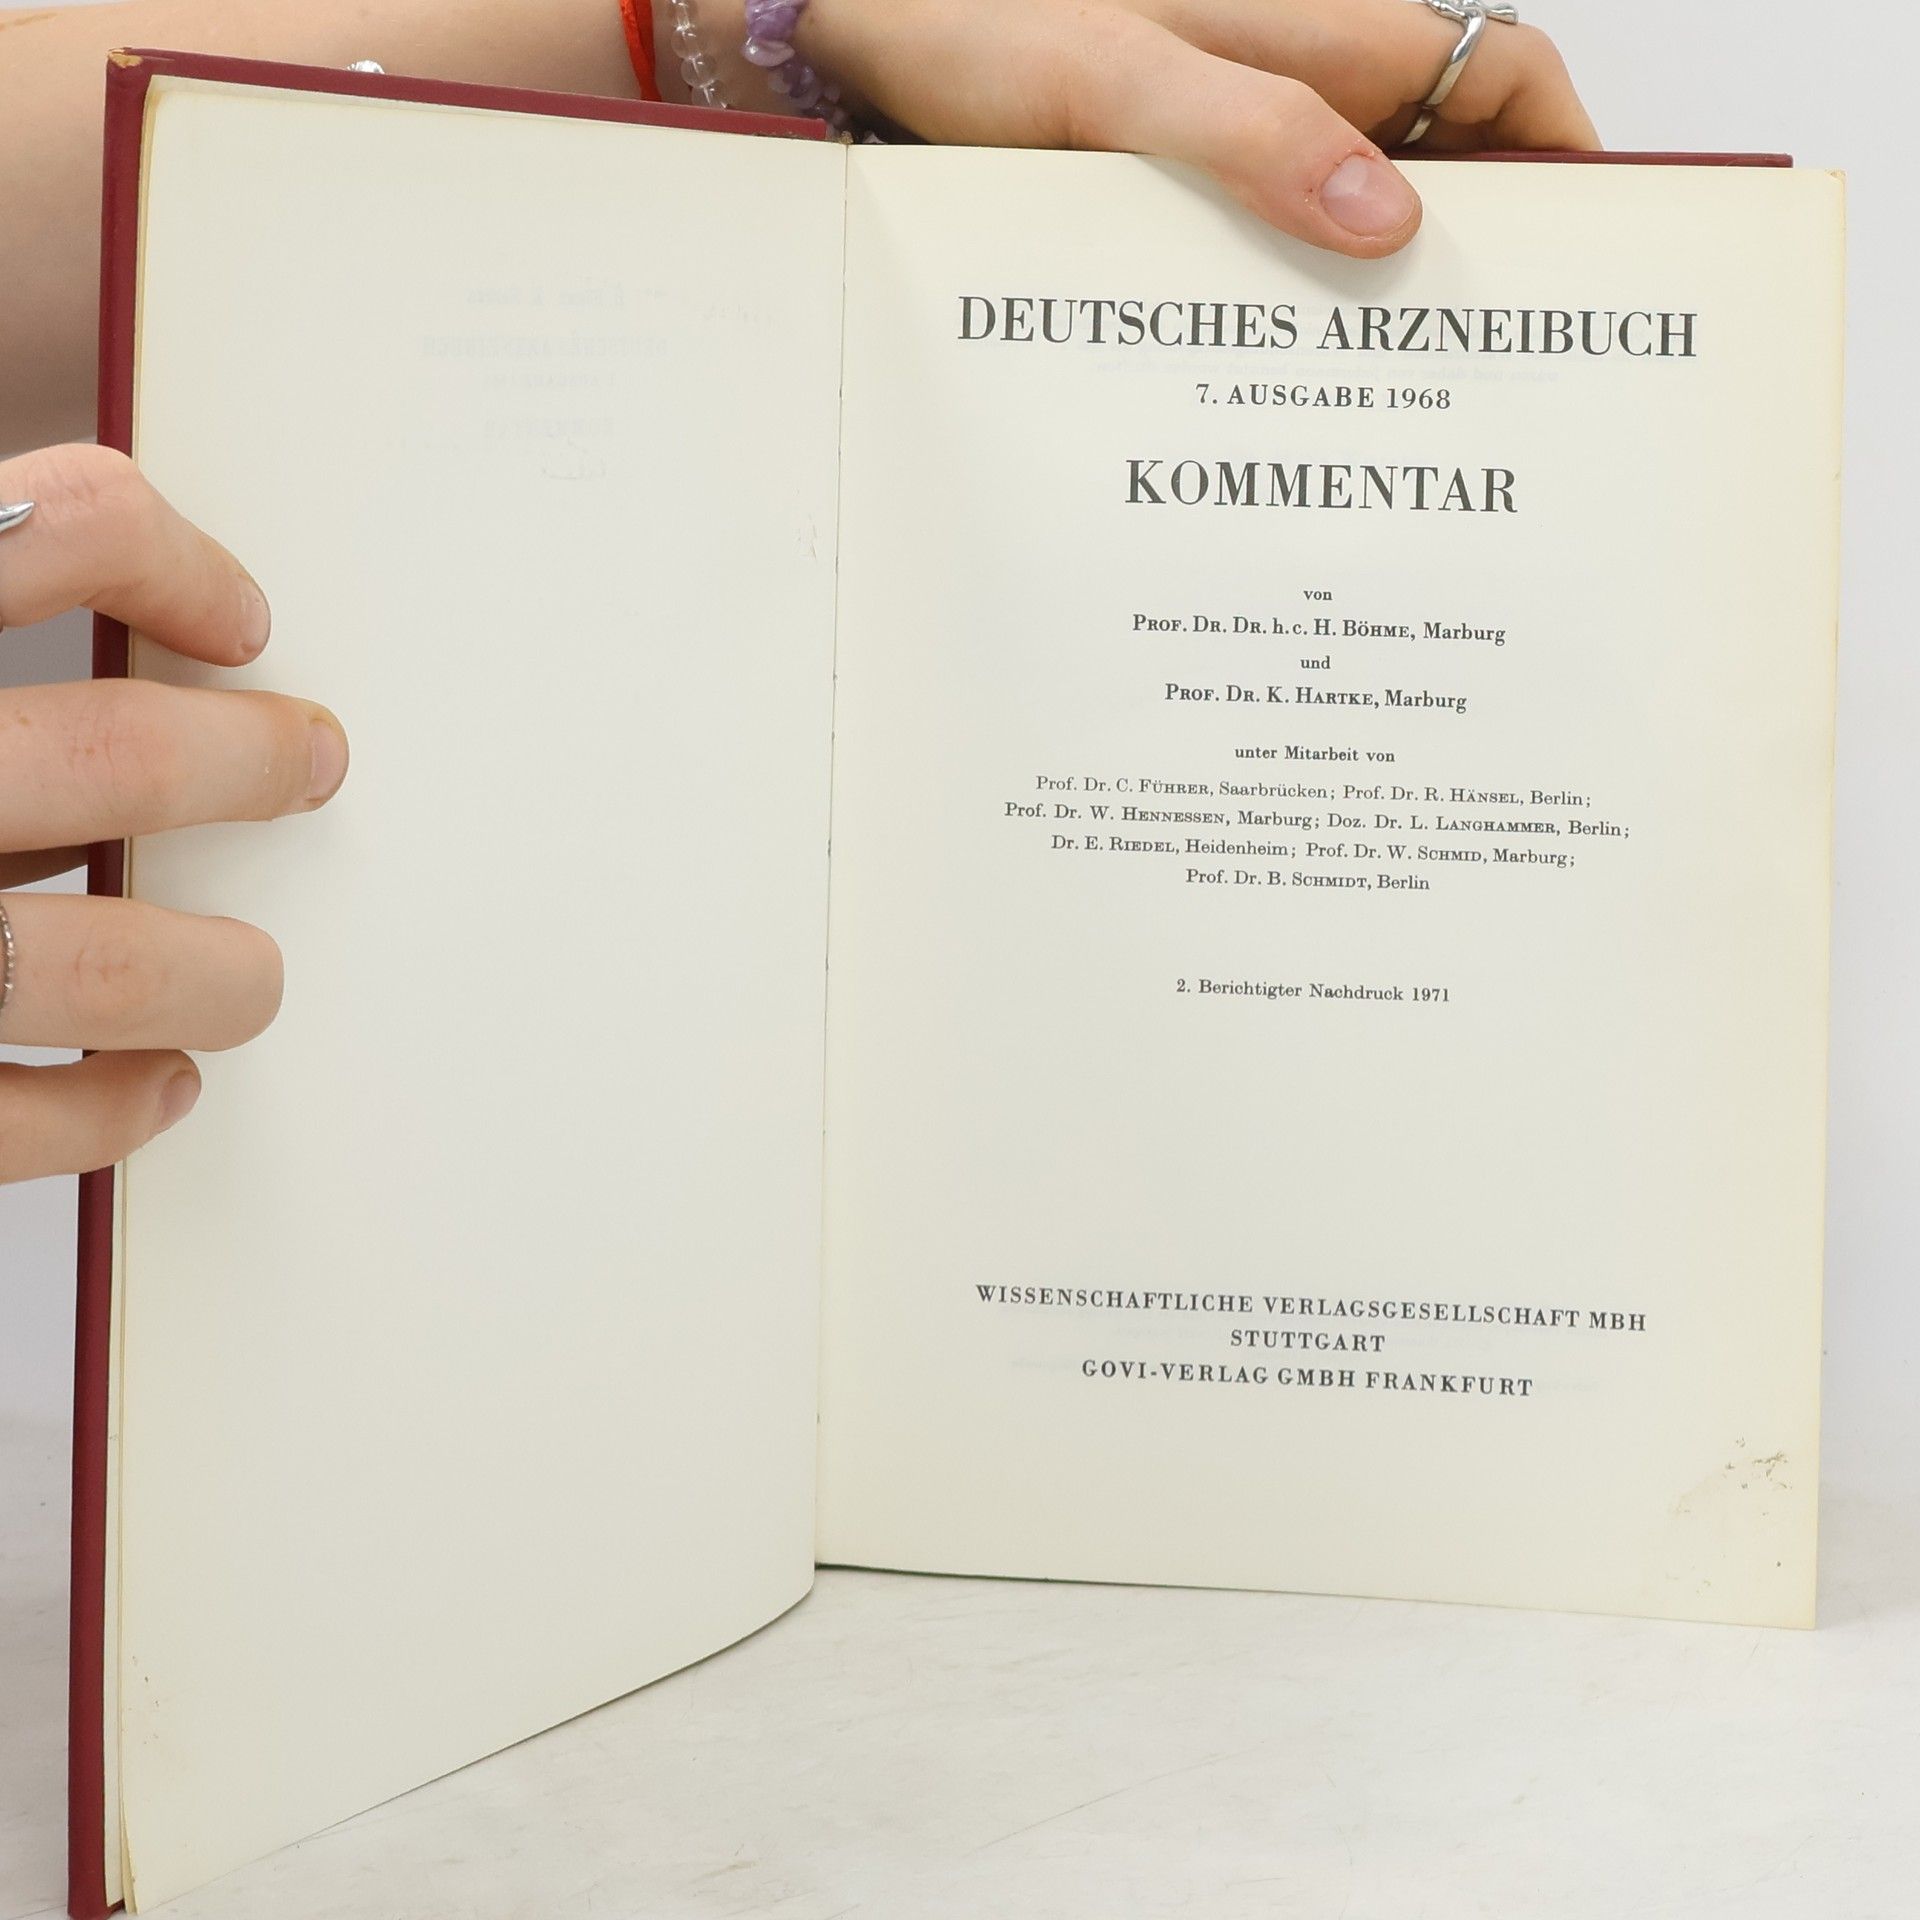 DEUTSCHES ARZNEIBUCH
7. AUSGABE 1968
KOMMENTAR
von
PROF. DR. DR. h. c. H. BÖHME, Marburg
und
PROF. DR. K. HARTKE, Marburg
unter Mitarbeit von
Prof. Dr. C. FÜHRER, Saarbrücken; Prof. Dr. R. HÄNSEL, Berlin;
Prof. Dr. W. HENNESSEN, Marburg; Doz. Dr. L. LANGHAMMER, Berlin;
Dr. E. RIEDEL, Heidenheim; Prof. Dr. W. SCHMID, Marburg;
Prof. Dr. B. SCHMIDT, Berlin
2. Berichtigter Nachdruck 1971
WISSENSCHAFTLICHE VERLAGSGESELLSCHAFT MBH
STUTTGART
GOVI-VERLAG GMBH FRANKFURT